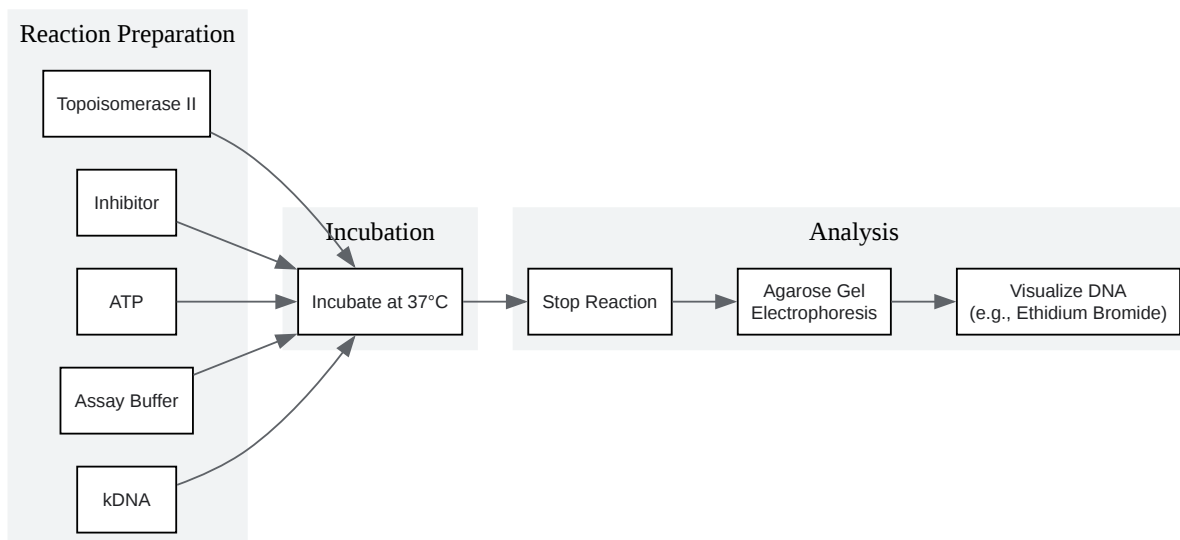 Reaction Preparation
Topoisomerase II
Inhibitor
ATP
Assay Buffer
kDNA
Incubation
Incubate at 37°C
Analysis
Stop Reaction
Agarose Gel
Electrophoresis
Visualize DNA
(e.g., Ethidium Bromide)